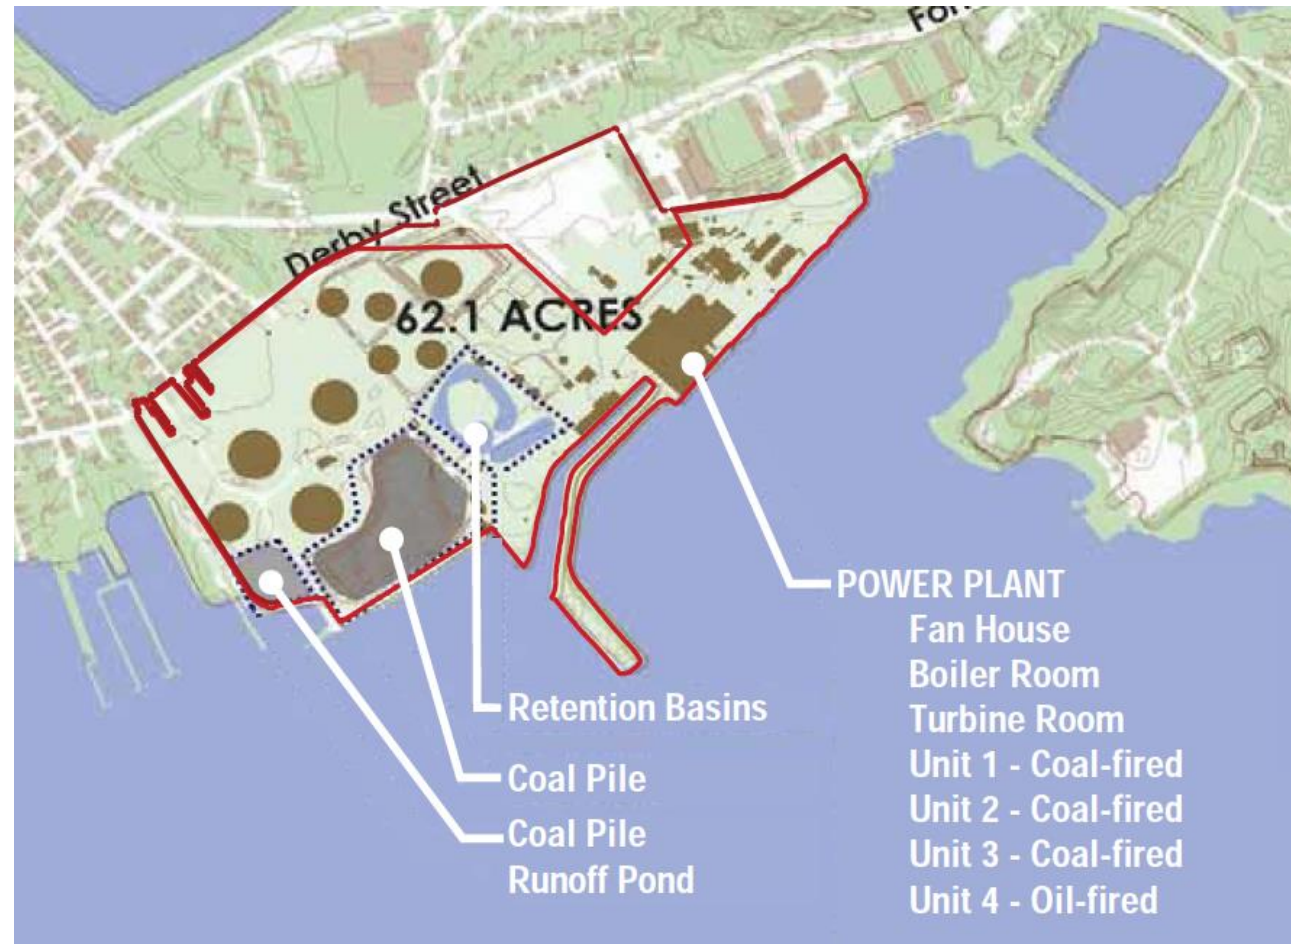 Derby Street
62.1 ACRES
POWER PLANT
Fan House
Boiler Room
Turbine Room
Unit 1 - Coal-fired
Unit 2 - Coal-fired
Unit 3 - Coal-fired
Unit 4 - Oil-fired
Retention Basins
Coal Pile
Coal Pile
Runoff Pond